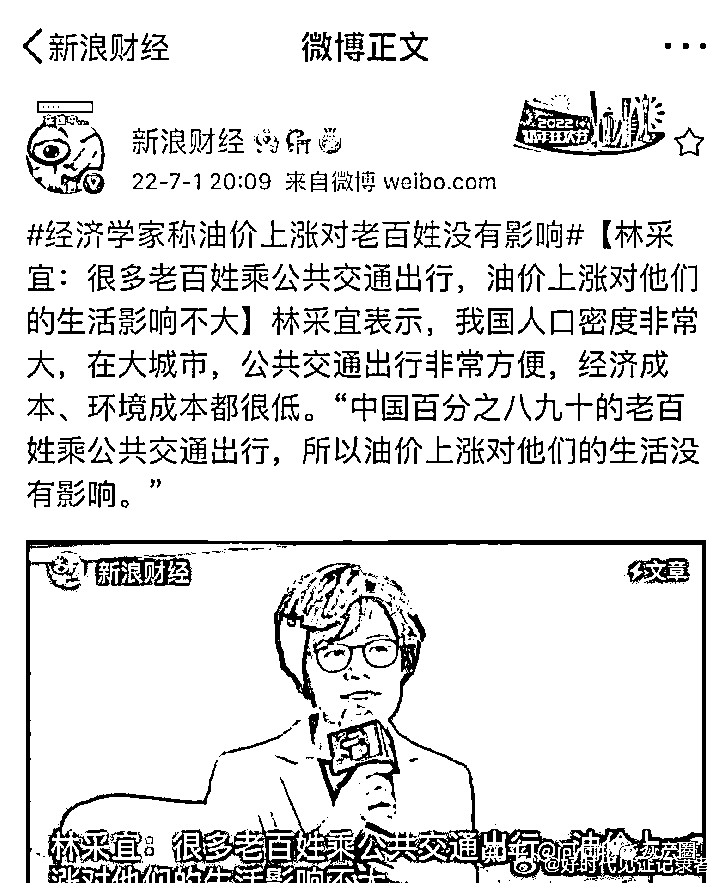 新浪财经
微博正文
新浪财经
22-7-1 20:09 来自微博 weibo.com
#经济学家称油价上涨对老百姓没有影响#【林采
宜：很多老百姓乘公共交通出行，油价上涨对他们
的生活影响不大】林采宜表示，我国人口密度非常
大，在大城市，公共交通出行非常方便，经济成
本、环境成本都很低。“中国百分之八九十的老百
姓乘公共交通出行，所以油价上涨对他们的生活没
有影响。”
新浪财经
文章
林采宜：很多老百姓乘公共交通出行，油价上
涨对他们的生活影响不大
@好时代见证记录者